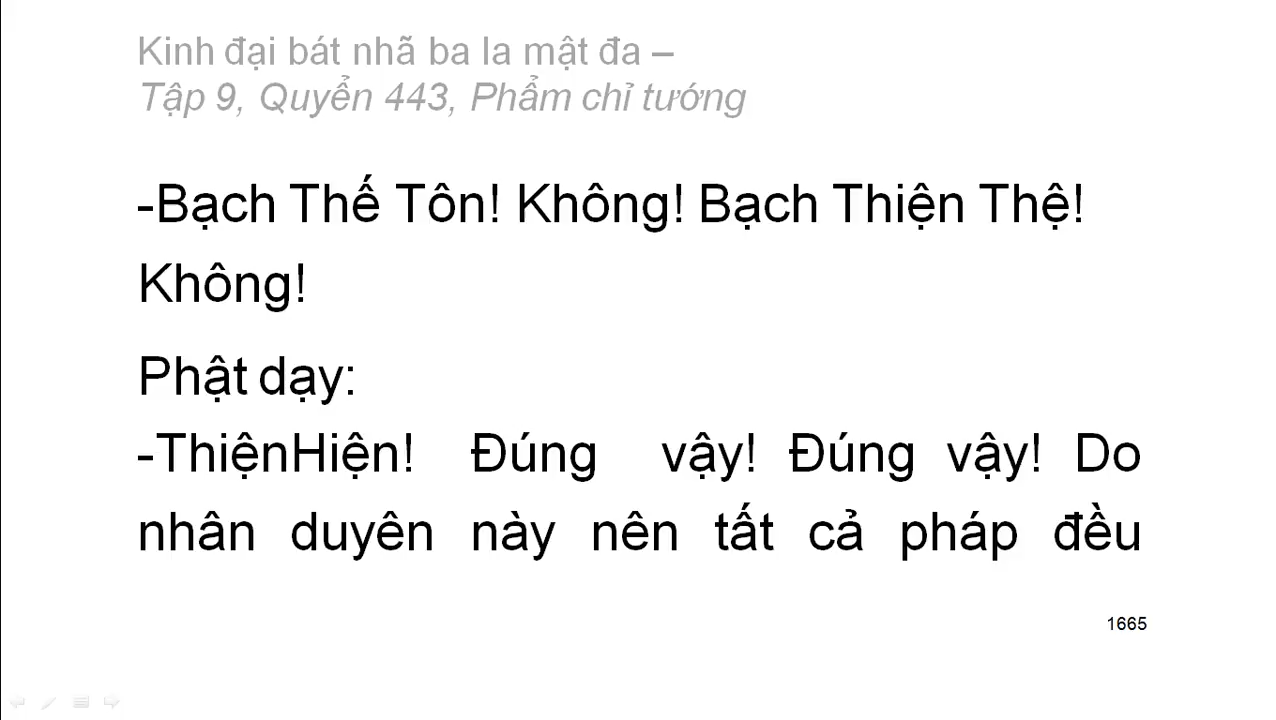 Kinh đại bát nhã ba la mật đa –
Tập 9, Quyển 443, Phẩm chỉ tướng
-Bạch Thế Tôn! Không! Bạch Thiện Thệ!
Không!
Phật dạy:
-ThiệnHiện! Đúng vậy! Đúng vậy! Do
nhân duyên này nên tất cả pháp đều
1665